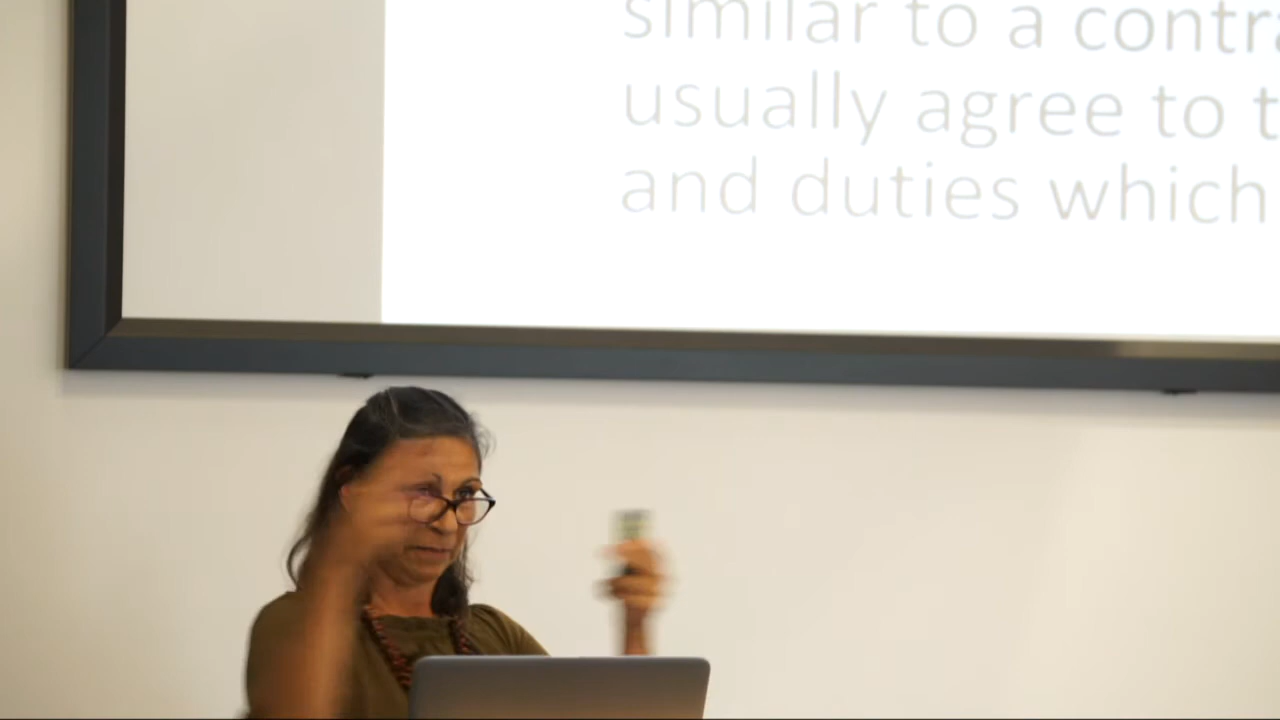 similar to a
usually agree to
and duties which